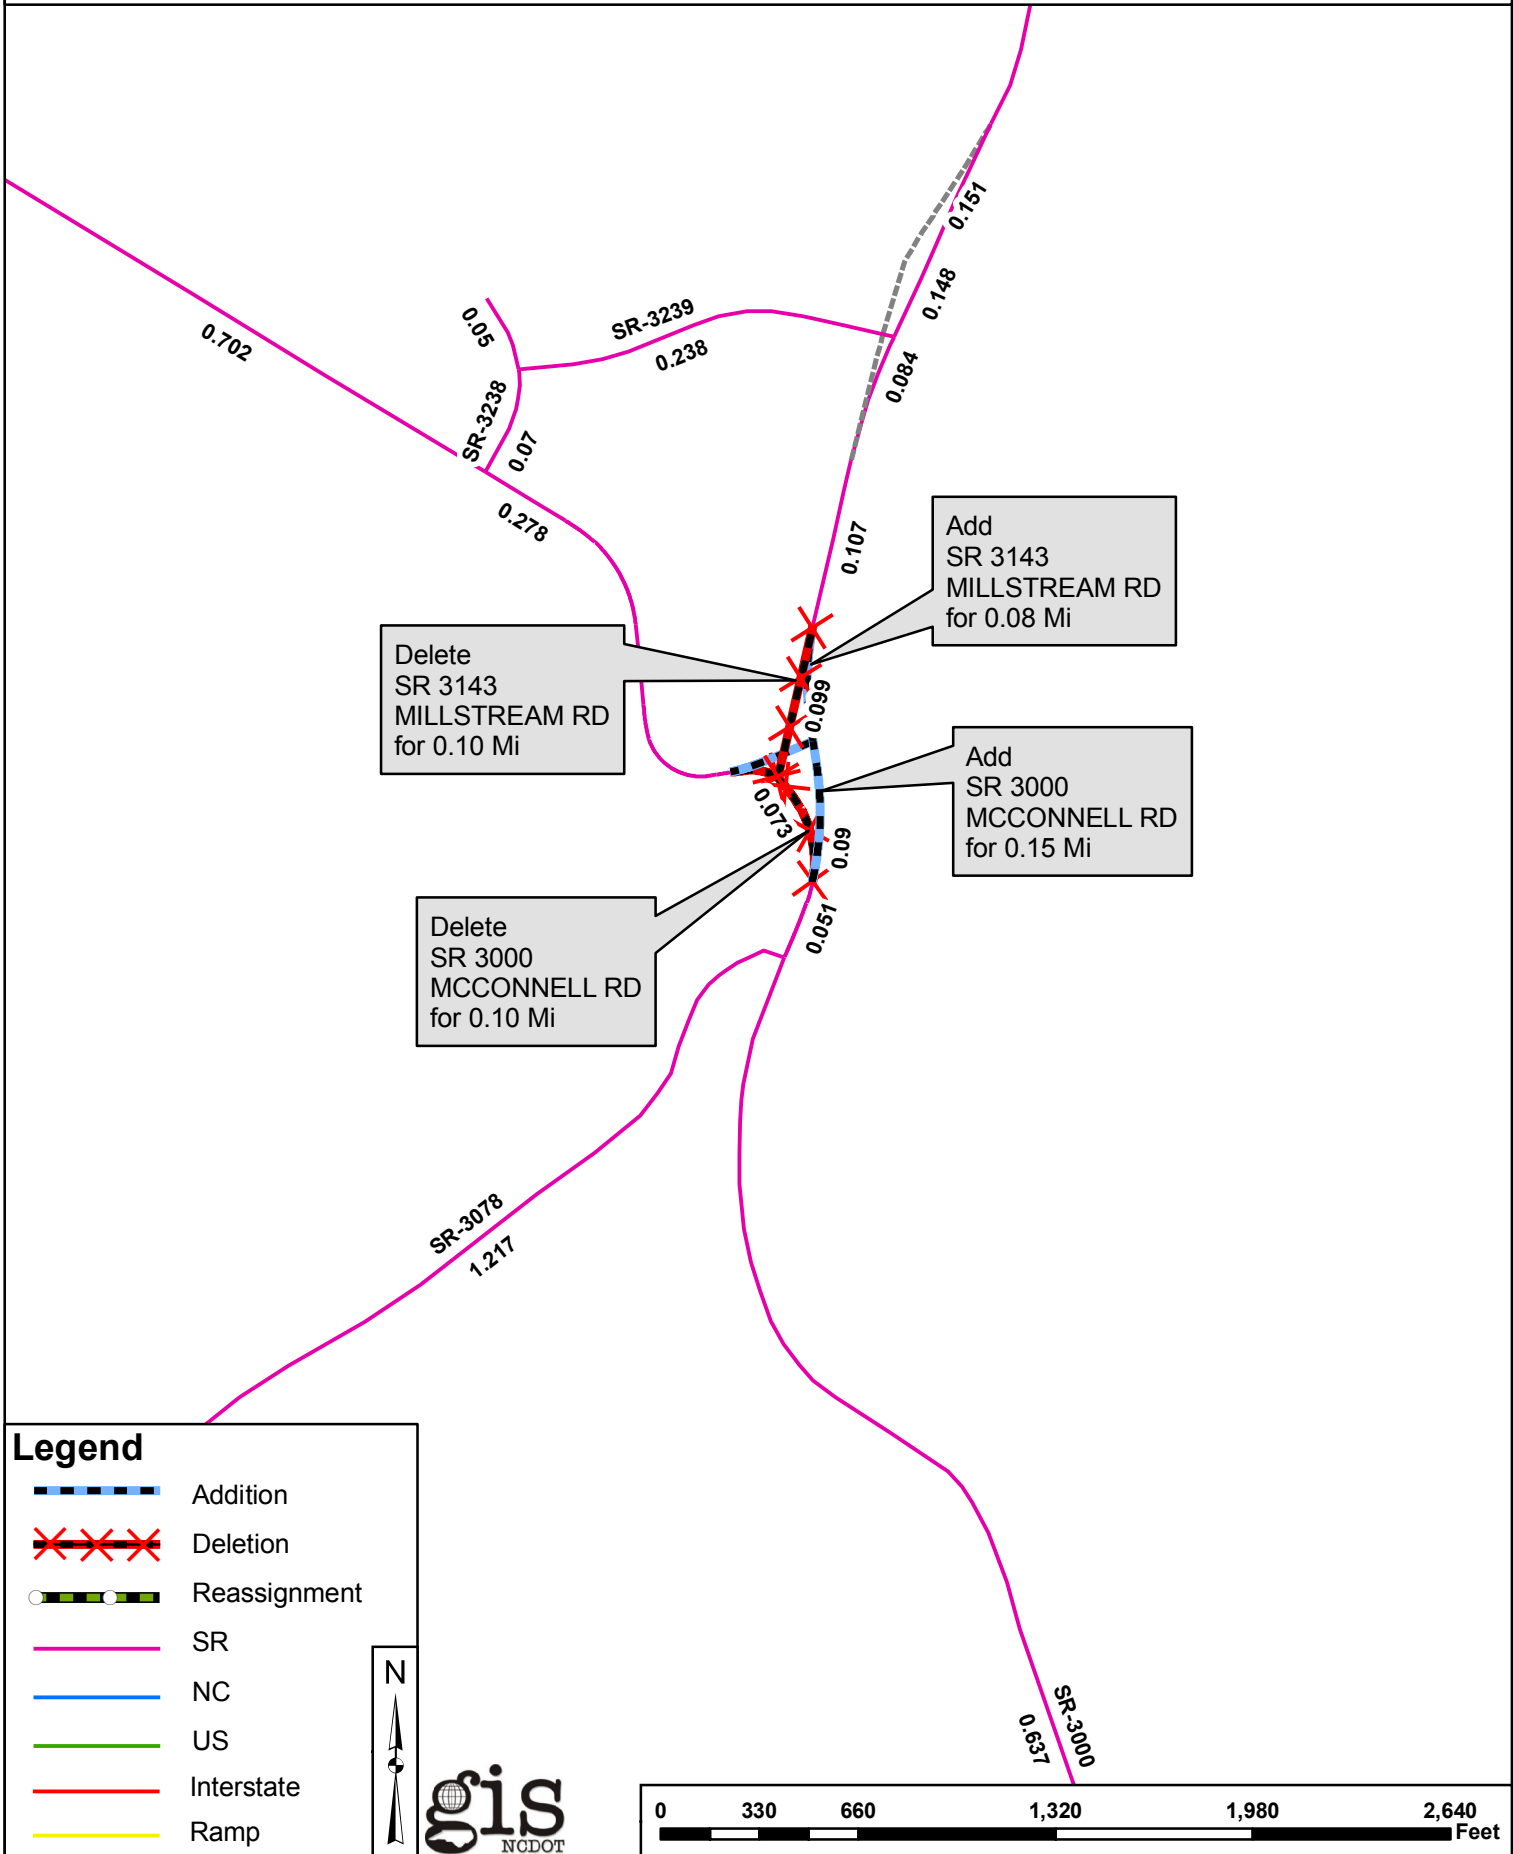 0.151
0.148
0.05
SR-3239
0.238
0.702
0.084
SR-3238
0.07
0.278
0.107
Add
SR 3143
MILLSTREAM RD
for 0.08 Mi
Delete
SR 3143
MILLSTREAM RD
for 0.10 Mi
0.099
Add
SR 3000
MCCONNELL RD
for 0.15 Mi
0.073
0.09
Delete
SR 3000
MCCONNELL RD
for 0.10 Mi
0.051
SR-3078
1.217
SR-3000
0.637
Legend
Addition
Deletion
Reassignment
SR
NC
US
Interstate
Ramp
N
gis
NCDOT
0 330 660 1,320 1,980 2,640
Feet